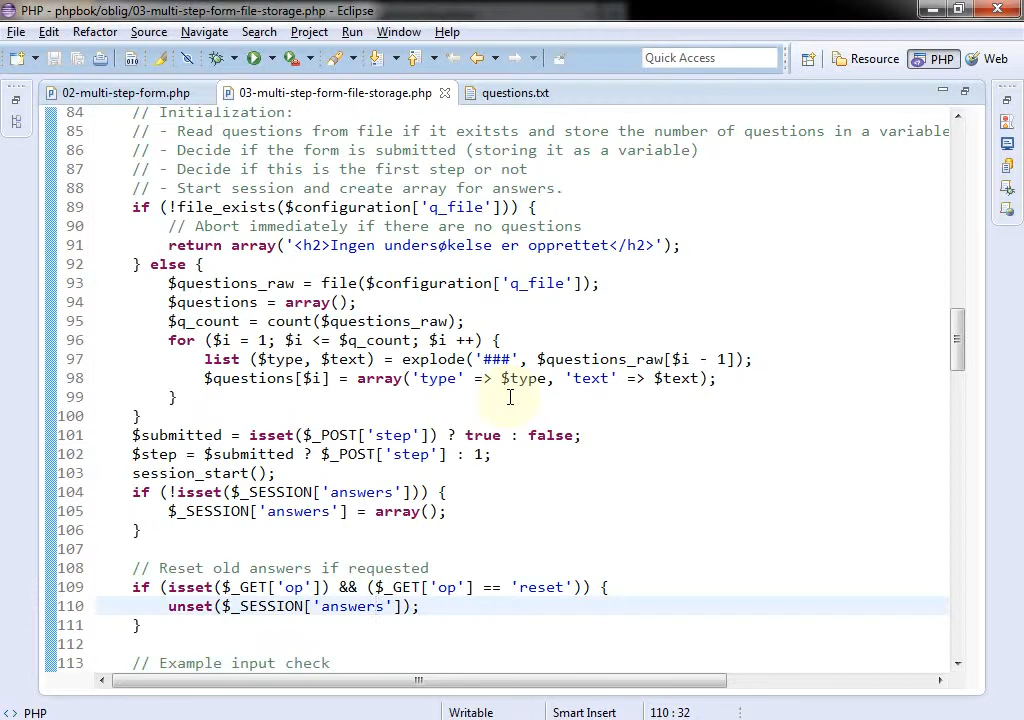 PHP - phpbok/oblig/03-multi-step-form-file-storage.php - Eclipse
File Edit Refactor Source Navigate Search Project Run Window Help
Quick Access Resource PHP Web
02-multi-step-form.php 03-multi-step-form-file-storage.php questions.txt
84 // Initialization:
85 // - Read questions from file if it exitsts and store the number of questions in a variable
86 // - Decide if the form is submitted (storing it as a variable)
87 // - Decide if this is the first step or not
88 // - Start session and create array for answers.
89 if (!file_exists($configuration['q_file'])) {
90 // Abort immediately if there are no questions
91 return array('<h2>Ingen undersøkelse er opprettet</h2>');
92 } else {
93 $questions_raw = file($configuration['q_file']);
94 $questions = array();
95 $q_count = count($questions_raw);
96 for ($i = 1; $i <= $q_count; $i ++) {
97 list ($type, $text) = explode('###', $questions_raw[$i - 1]);
98 $questions[$i] = array('type' => $type, 'text' => $text);
99 }
100 }
101 $submitted = isset($_POST['step']) ? true : false;
102 $step = $submitted ? $_POST['step'] : 1;
103 session_start();
104 if (!isset($_SESSION['answers'])) {
105 $_SESSION['answers'] = array();
106 }
107
108 // Reset old answers if requested
109 if (isset($_GET['op']) && ($_GET['op'] == 'reset')) {
110 unset($_SESSION['answers']);
111 }
112
113 // Example input check
PHP Writable Smart Insert 110 : 32